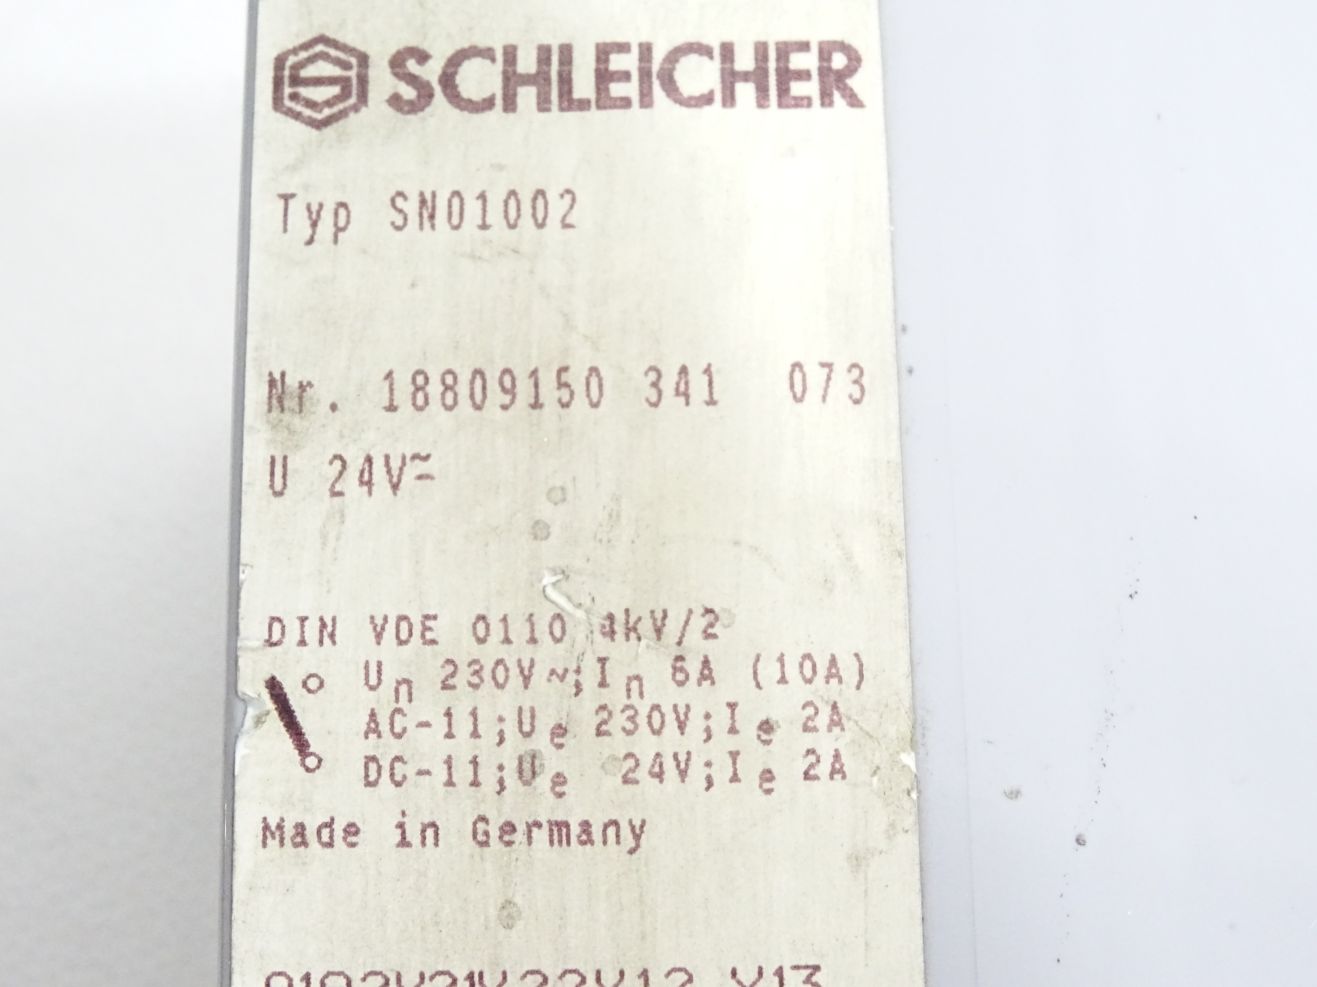 SCHLEICHER
Typ SN01002
Nr. 18809150 341 073
U 24V≂
DIN VDE 0110 4kV/2
Un 230V~;In 6A (10A)
AC-11;Ue 230V;Ie 2A
DC-11;Ue 24V;Ie 2A
Made in Germany